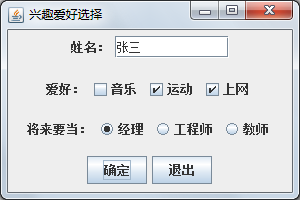 兴趣爱好选择
姓名： 张三
爱好： 音乐 运动 上网
将来要当： 经理 工程师 教师
确定 退出